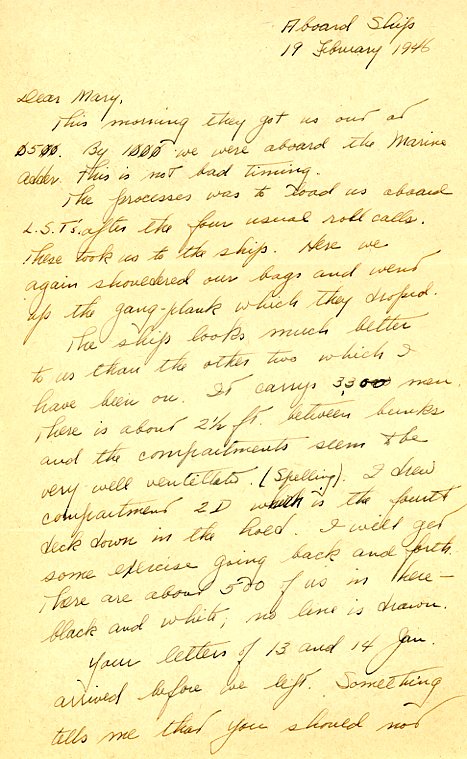 Aboard Ship
19 February 1946
Dear Mary,
This morning they got us out at
0500. By 1000 we were aboard the Marine
Adder. This is not bad timing.
The processes was to load us aboard
L.S.T's. after the four usual roll calls.
These took us to the ship. Here we
again shouldered our bags and went
up the gang-plank which they droped.
The ship looks much better
to us than the other two which I
have been on. It carrys 3300 men.
There is about 2½ ft. between bunks
and the compartments seem to be
very well ventillated. (Spelling). I drew
compartment 2D which is the fourth
deck down in the hold. I will get
some exercise going back and forth.
There are about 500 of us in here—
black and white; no line is drawn.
Your letters of 13 and 14 Jan.
arrived before we left. Something
tells me that you should not